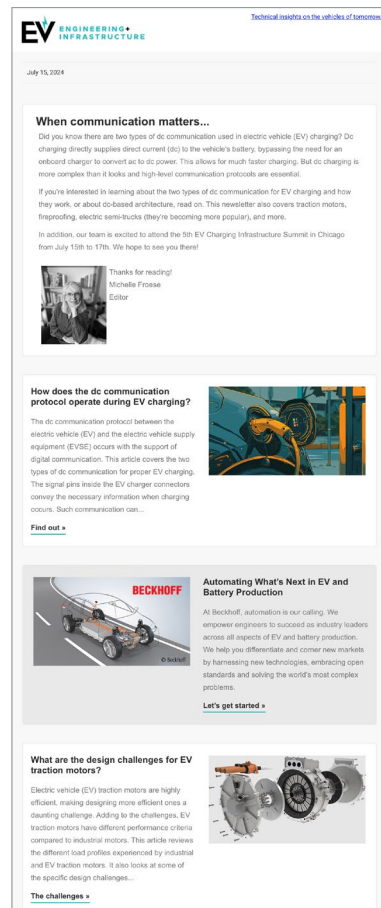 EV ENGINEERING+
INFRASTRUCTURE
Technical insights on the vehicles of tomorrow.
July 15, 2024
When communication matters...
Did you know there are two types of dc communication used in electric vehicle (EV) charging? Dc
charging directly supplies direct current (dc) to the vehicle's battery, bypassing the need for an
onboard charger to convert ac to dc power. This allows for much faster charging. But dc charging is
more complex than it looks and high-level communication protocols are essential.
If you're interested in learning about the two types of dc communication for EV charging and how
they work, or about dc-based architecture, read on. This newsletter also covers traction motors,
fireproofing, electric semi-trucks (they're becoming more popular), and more.
In addition, our team is excited to attend the 5th EV Charging Infrastructure Summit in Chicago
from July 15th to 17th. We hope to see you there!
Thanks for reading!
Michelle Froese
Editor
How does the dc communication
protocol operate during EV charging?
The dc communication protocol between the
electric vehicle (EV) and the electric vehicle supply
equipment (EVSE) occurs with the support of
digital communication. This article covers the two
types of dc communication for proper EV charging.
The signal pins inside the EV charger connectors
convey the necessary information when charging
occurs. Such communication can...
Find out »
BECKHOFF
© Beckhoff
Automating What's Next in EV and
Battery Production
At Beckhoff, automation is our calling. We
empower engineers to succeed as industry leaders
across all aspects of EV and battery production.
We help you differentiate and corner new markets
by harnessing new technologies, embracing open
standards and solving the world's most complex
problems.
Let's get started »
What are the design challenges for EV
traction motors?
Electric vehicle (EV) traction motors are highly
efficient, making designing more efficient ones a
daunting challenge. Adding to the challenges, EV
traction motors have different performance criteria
compared to industrial motors. This article reviews
the different load profiles experienced by industrial
and EV traction motors. It also looks at some of
the specific design challenges...
The challenges »